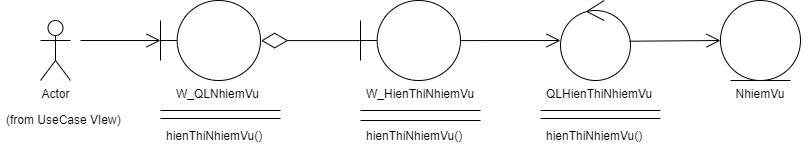 Actor
(from UseCase VIew)
W_QLNhiemVu
hienThiNhiemVu()
W_HienThiNhiemVu
hienThiNhiemVu()
QLHienThiNhiemVu
hienThiNhiemVu()
NhiemVu